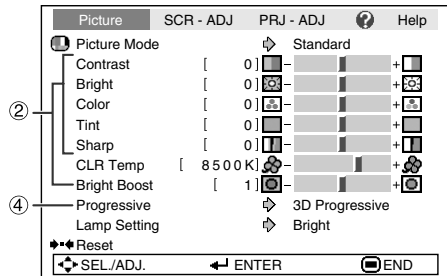 Picture SCR - ADJ PRJ - ADJ ? Help
Picture Mode Standard
Contrast [ 0] - +
② Bright [ 0] - +
Color [ 0] - +
Tint [ 0] - +
Sharp [ 0] - +
CLR Temp [ 8500K] - +
Bright Boost [ 1] - +
④ Progressive 3D Progressive
Lamp Setting Bright
Reset
SEL./ADJ. ENTER END